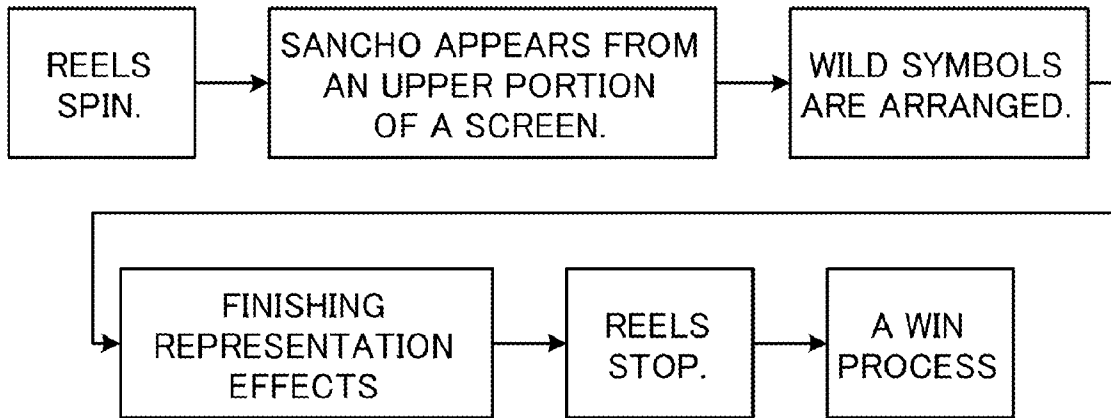 REELS
SPIN.
SANCHO APPEARS FROM
AN UPPER PORTION
OF A SCREEN.
WILD SYMBOLS
ARE ARRANGED.
FINISHING
REPRESENTATION
EFFECTS
REELS
STOP.
A WIN
PROCESS